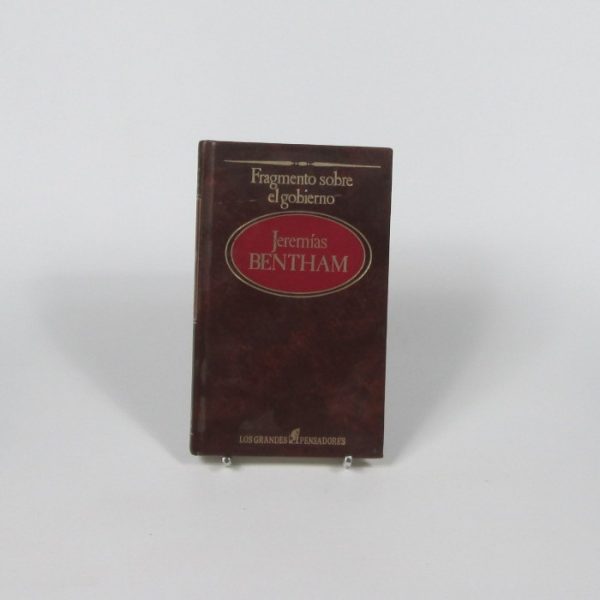 Fragmento sobre
el gobierno
Jeremías
BENTHAM
LOS GRANDES PENSADORES